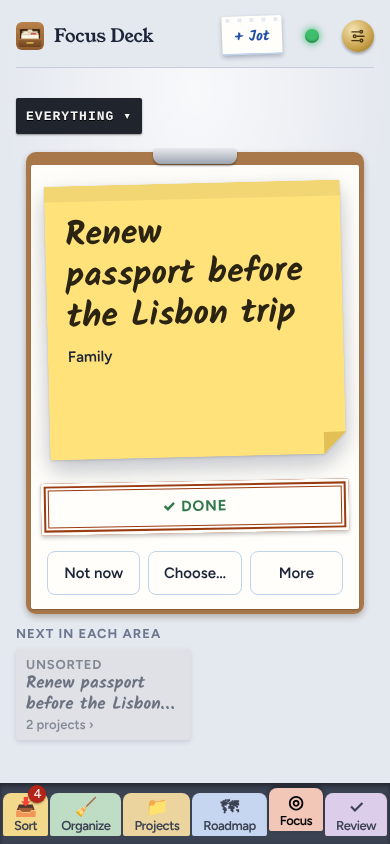 Focus Deck
+ Jot
EVERYTHING ▾
Renew
passport before
the Lisbon trip
Family
✓ DONE
Not now
Choose...
More
NEXT IN EACH AREA
UNSORTED
Renew passport
before the Lisbon...
2 projects ›
4
Sort
Organize
Projects
Roadmap
Focus
Review